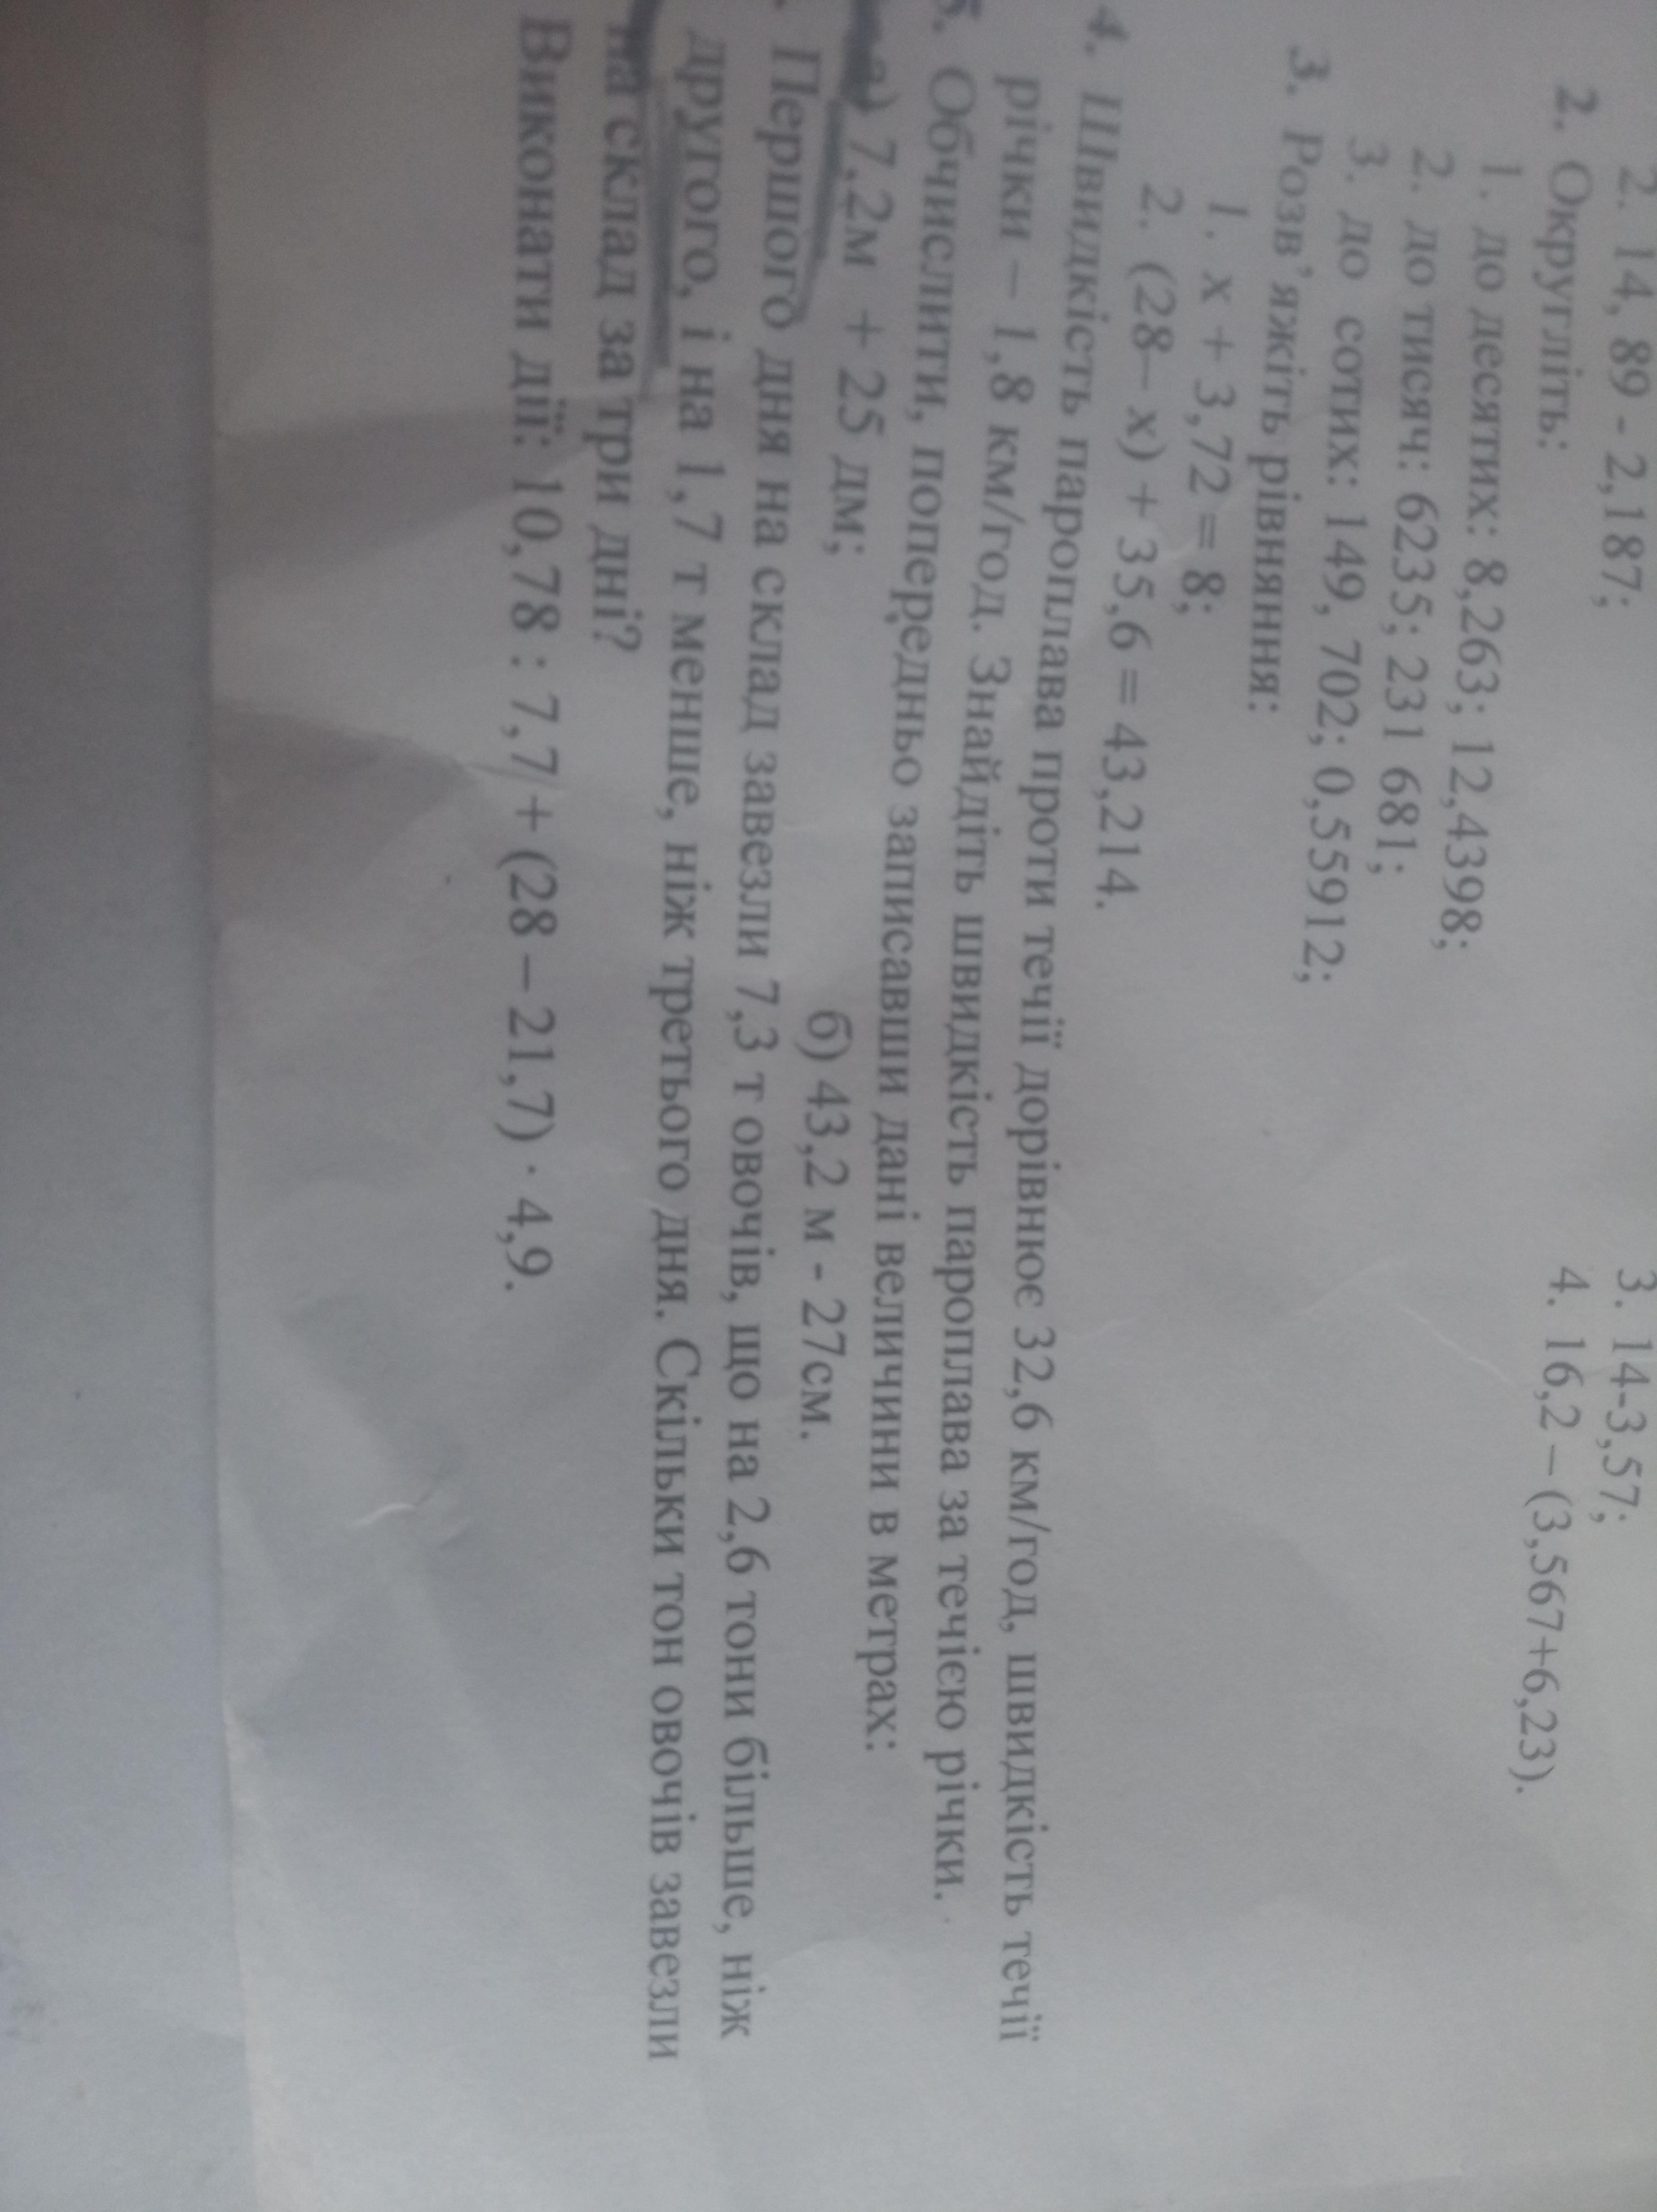 2. 14, 89 - 2,187;
3. 14-3,57;
4. 16,2 – (3,567+6,23).
2. Округліть:
1. до десятих: 8,263; 12,4398;
2. до тисяч: 6235; 231 681;
3. до сотих: 149, 702; 0,55912;
3. Розв’яжіть рівняння:
1. x + 3,72 = 8;
2. (28– x) + 35,6 = 43,214.
4. Швидкість пароплава проти течії дорівнює 32,6 км/год, швидкість течії
річки – 1,8 км/год. Знайдіть швидкість пароплава за течією річки.
5. Обчислити, попередньо записавши дані величини в метрах:
а) 7,2м + 25 дм; б) 43,2 м - 27см.
. Першого дня на склад завезли 7,3 т овочів, що на 2,6 тони більше, ніж
другого, і на 1,7 т менше, ніж третього дня. Скільки тон овочів завезли
на склад за три дні?
Виконати дії: 10,78 : 7,7 + (28 – 21,7) · 4,9.